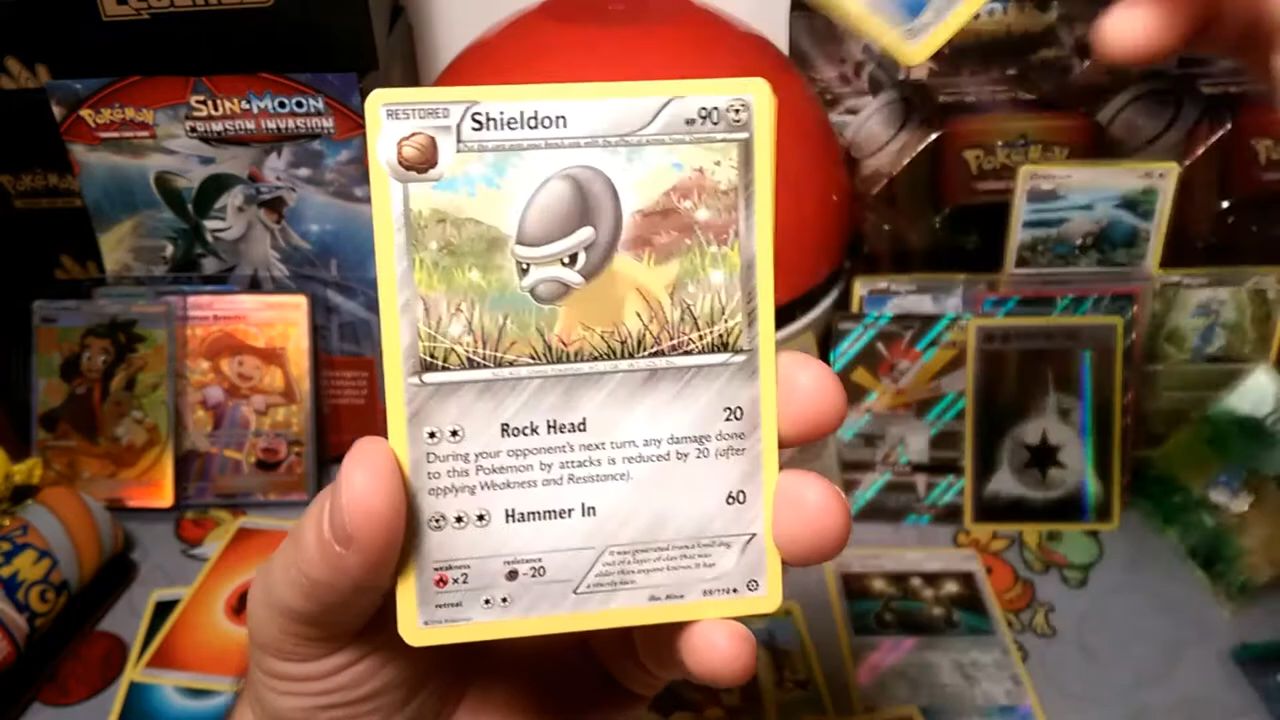 LEGENDS
Pokémon
SUN & MOON
CRIMSON INVASION
Pokémon
RESTORED
Shieldon
HP90
Rock Head
20
During your opponent's next turn, any damage done
to this Pokémon by attacks is reduced by 20 (after
applying Weakness and Resistance).
Hammer In
60
weakness
×2
resistance
-20
retreat
It was generated from a fossil dug
out of a layer of clay that was
older than anyone knows. It has
a sturdy face.